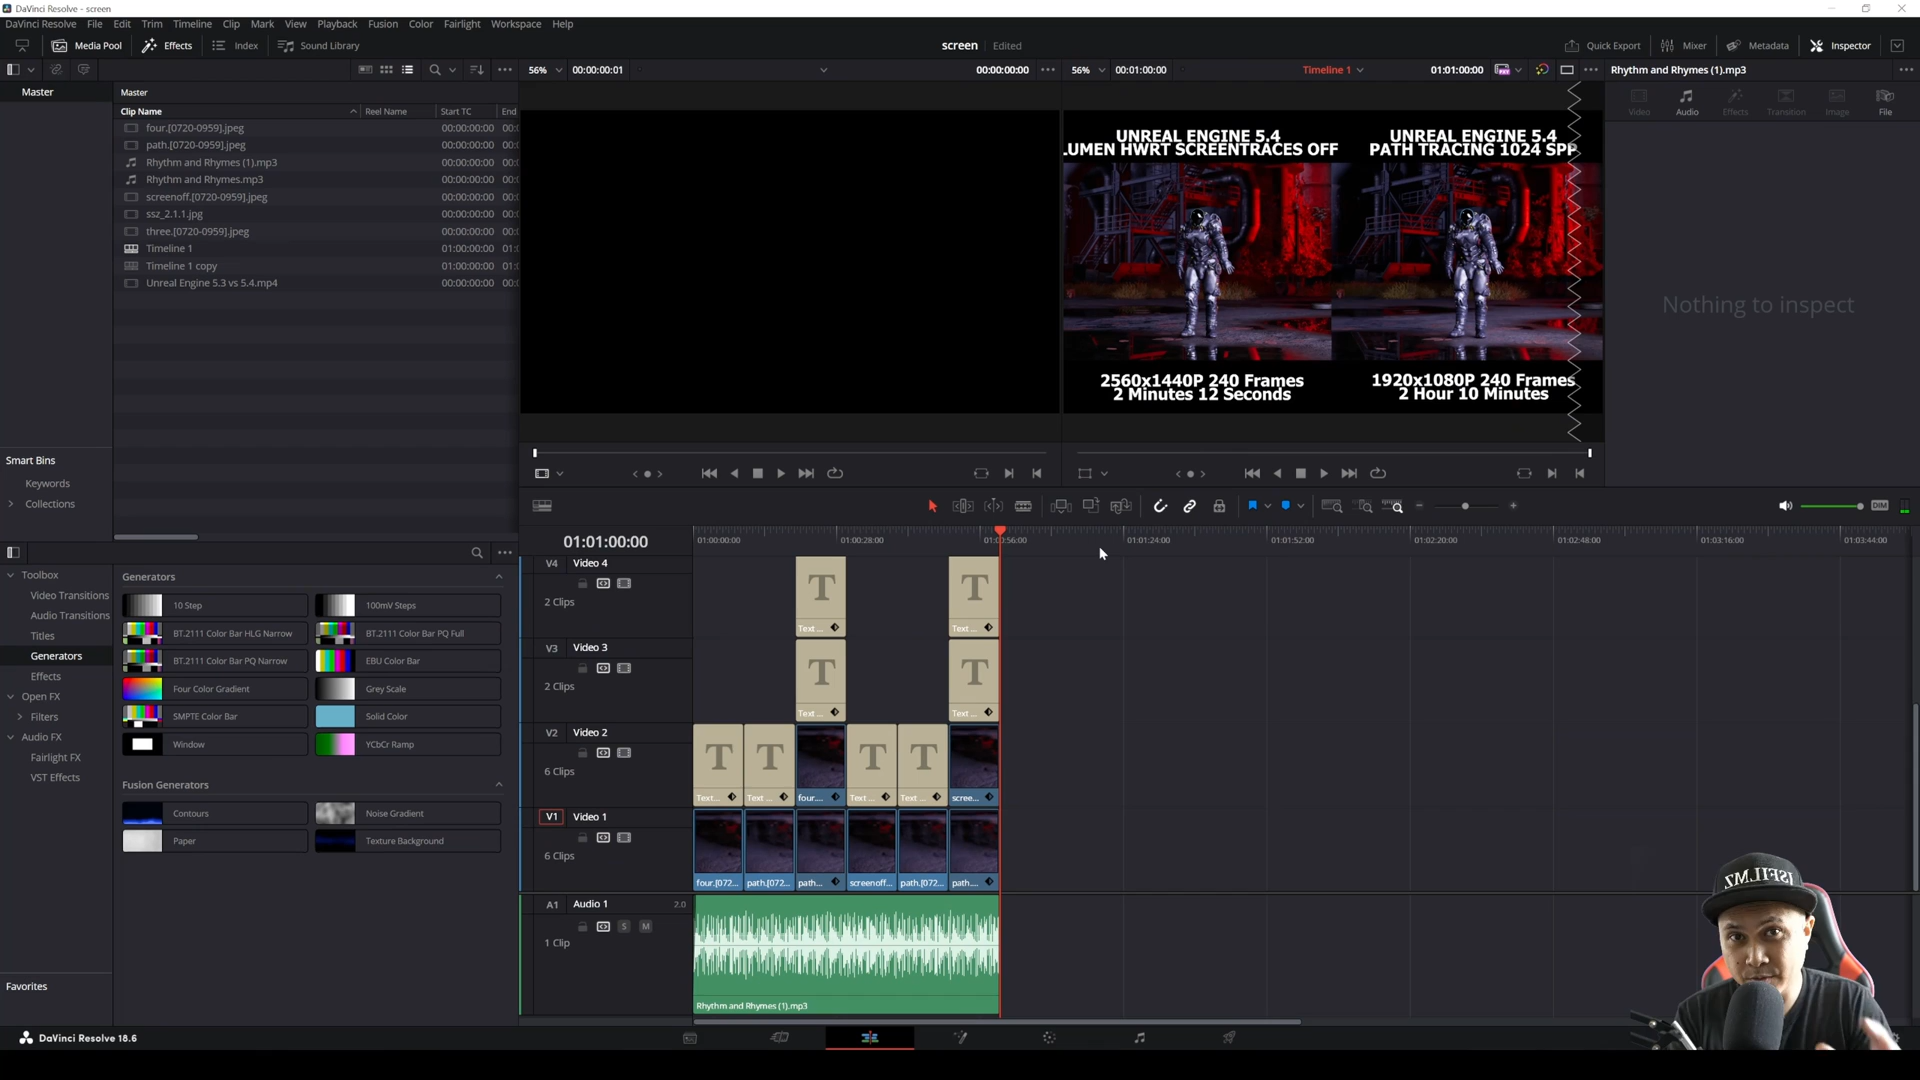 DaVinci Resolve - screen
DaVinci Resolve File Edit Trim Timeline Clip Mark View Playback Fusion Color Fairlight Workspace Help
Media Pool Effects Index Sound Library screen Edited Quick Export Mixer Metadata Inspector
56% 00:00:00:01 00:00:00:00 56% 00:01:00:00 Timeline 1 01:01:00:00 Rhythm and Rhymes (1).mp3
Master Master
Video Audio Effects Transition Image File
Clip Name Reel Name Start TC End
four.[0720-0959].jpeg 00:00:00:00 00:
path.[0720-0959].jpeg 00:00:00:00 00:
Rhythm and Rhymes (1).mp3 00:00:00:00 00:
Rhythm and Rhymes.mp3 00:00:00:00 00:
screenoff.[0720-0959].jpeg 00:00:00:00 00:
ssz_2.1.1.jpg 00:00:00:00 00:
three.[0720-0959].jpeg 00:00:00:00 00:
Timeline 1 01:00:00:00 01:
Timeline 1 copy 01:00:00:00 01:
Unreal Engine 5.3 vs 5.4.mp4 00:00:00:00 00:
UNREAL ENGINE 5.4
LUMEN HWRT SCREENTRACES OFF
UNREAL ENGINE 5.4
PATH TRACING 1024 SPP
2560x1440P 240 Frames
2 Minutes 12 Seconds
1920x1080P 240 Frames
2 Hour 10 Minutes
Nothing to inspect
Smart Bins
Keywords
Collections
DIM
Toolbox
Video Transitions
Audio Transitions
Titles
Generators
Effects
Open FX
Filters
Audio FX
Fairlight FX
VST Effects
Favorites
Generators
10 Step 100mV Steps
BT.2111 Color Bar HLG Narrow BT.2111 Color Bar PQ Full
BT.2111 Color Bar PQ Narrow EBU Color Bar
Four Color Gradient Grey Scale
SMPTE Color Bar Solid Color
Window YCbCr Ramp
Fusion Generators
Contours Noise Gradient
Paper Texture Background
01:01:00:00 01:00:00:00 01:00:28:00 01:00:56:00 01:01:24:00 01:01:52:00 01:02:20:00 01:02:48:00 01:03:16:00 01:03:44:00
V4 Video 4
2 Clips
T T
Text ... Text ...
V3 Video 3
2 Clips
T T
Text ... Text ...
V2 Video 2
6 Clips
T T T T
Text... Text ... four.... Text ... Text ... scree...
V1 Video 1
6 Clips
four.[072... path.[072... path... screenoff... path.[072... path....
A1 Audio 1 2.0
S M
1 Clip
Rhythm and Rhymes (1).mp3
JSFILMZ
DaVinci Resolve 18.6